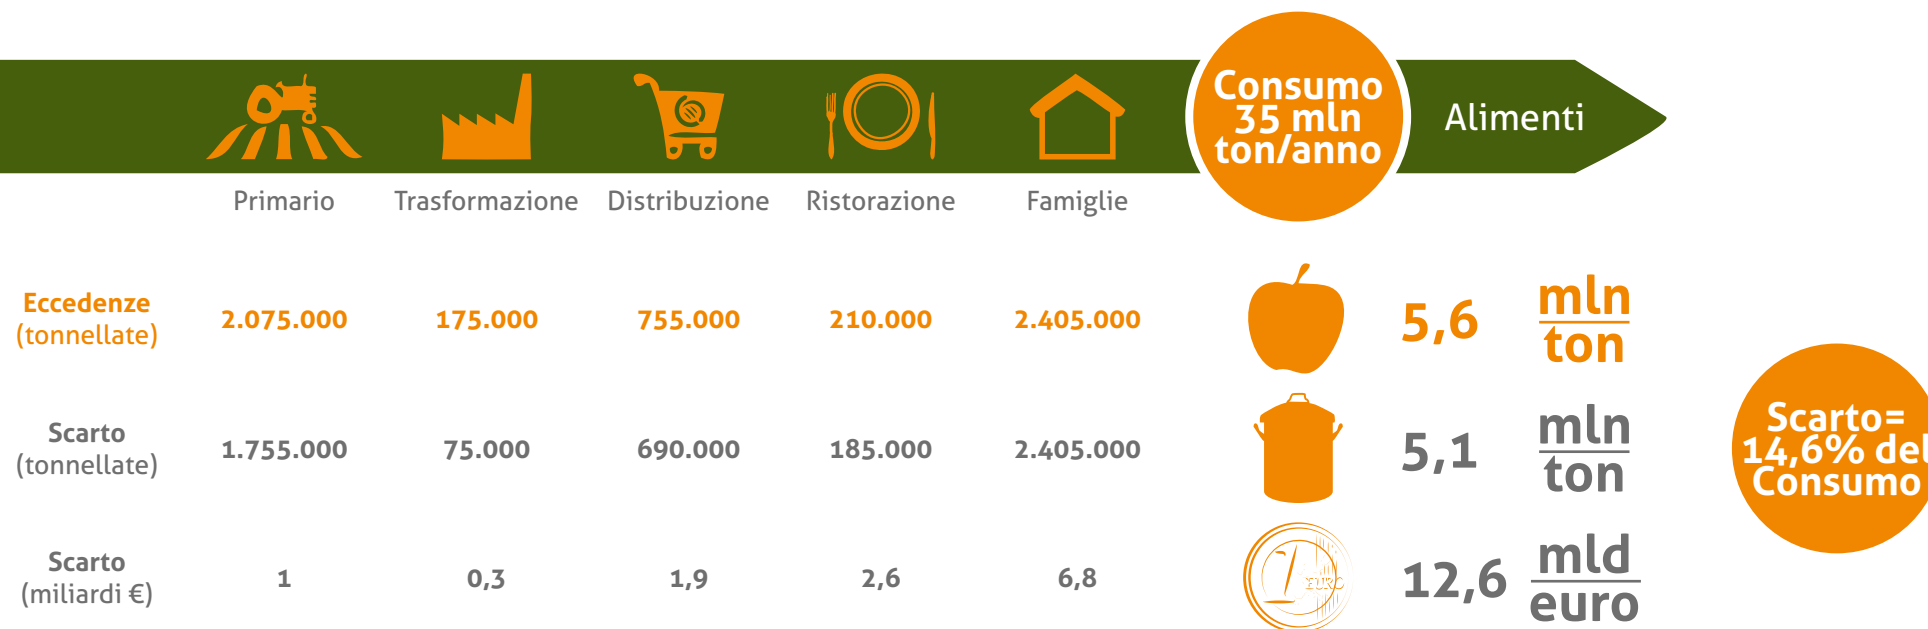 Consumo
35 mln
ton/anno
Alimenti
Primario
Trasformazione
Distribuzione
Ristorazione
Famiglie
Eccedenze
(tonnellate)
2.075.000
175.000
755.000
210.000
2.405.000
5,6
mln
ton
Scarto
(tonnellate)
1.755.000
75.000
690.000
185.000
2.405.000
5,1
mln
ton
Scarto=
14,6% del
Consumo
Scarto
(miliardi €)
1
0,3
1,9
2,6
6,8
1
EURO
12,6
mld
euro